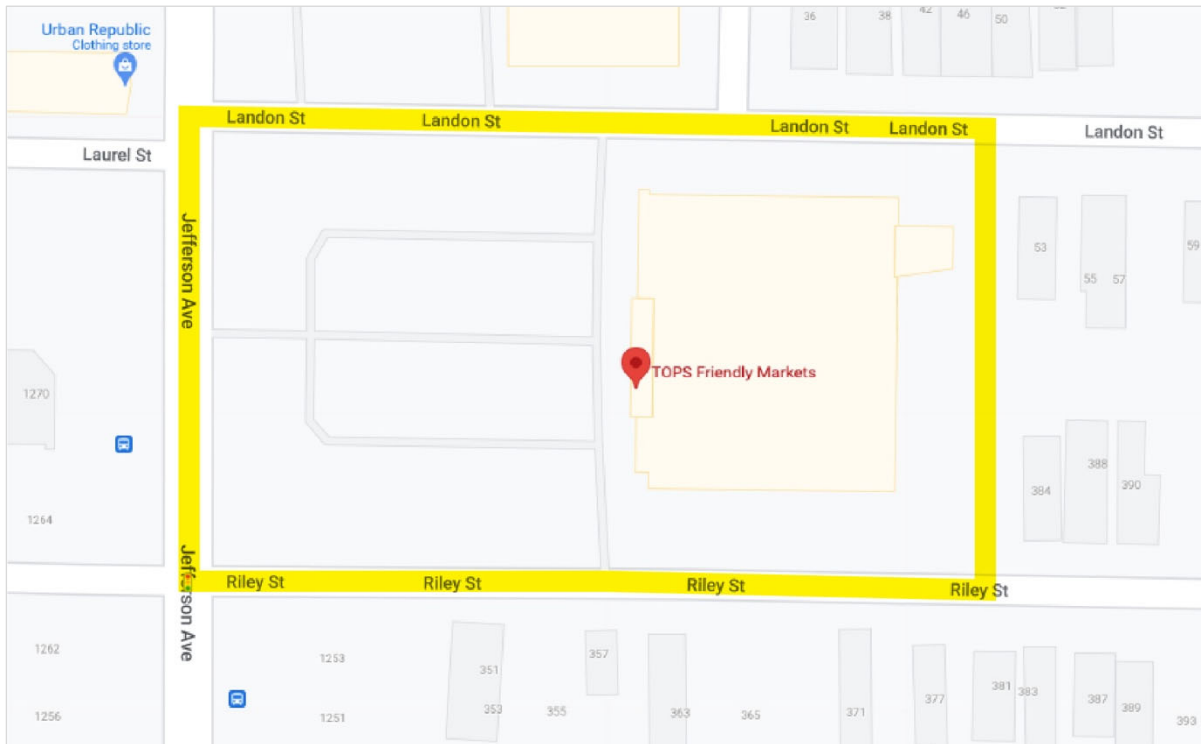 Urban Republic
Clothing store
36
38
42
46
50
Landon St
Landon St
Landon St
Landon St
Landon St
Laurel St
Jefferson Ave
53
55
57
59
TOPS Friendly Markets
1270
384
388
390
1264
Jefferson Ave
Riley St
Riley St
Riley St
Riley St
1262
1253
351
357
381
383
377
387
389
1256
1251
353
355
363
365
371
393